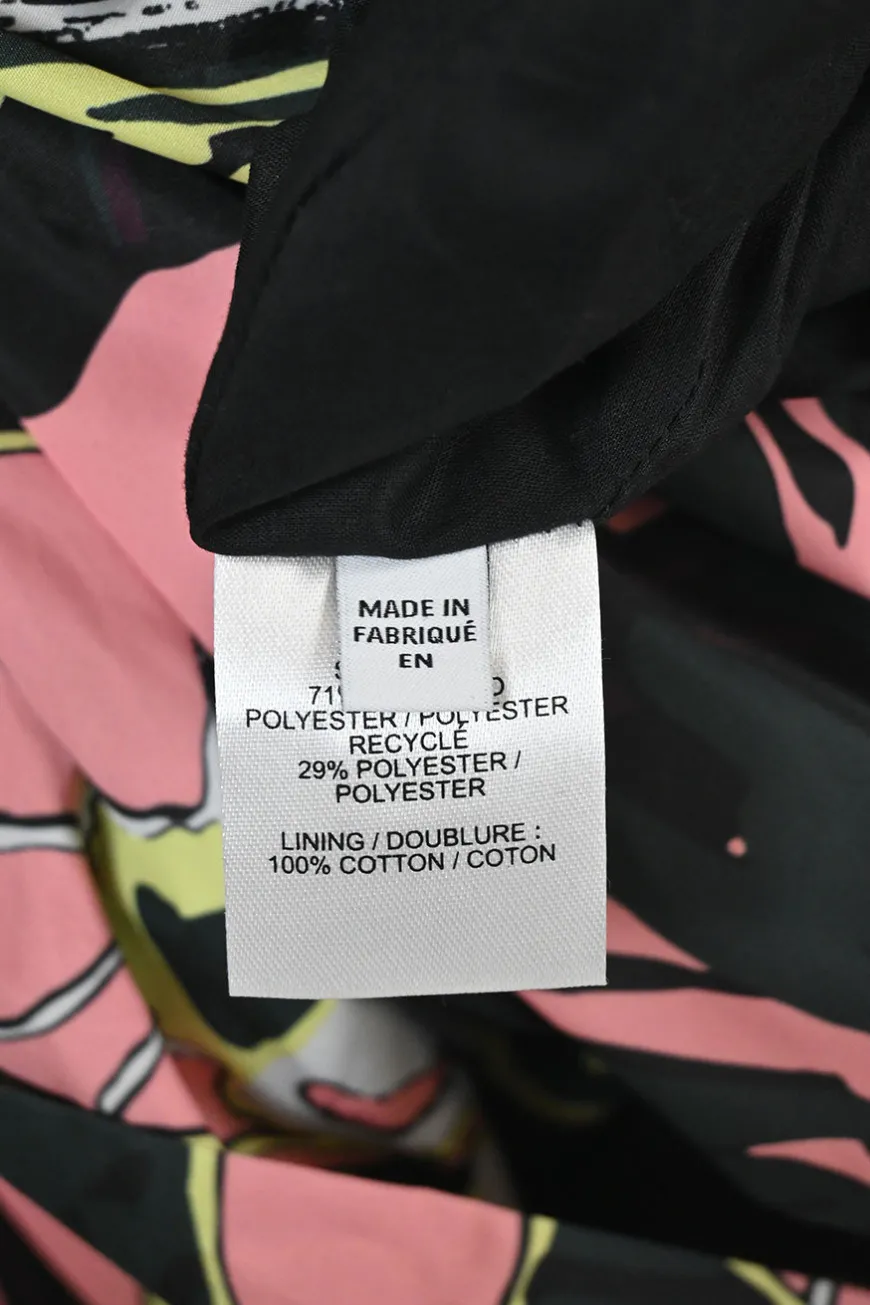 MADE IN
FABRIQUÉ
EN
POLYESTER / POLYESTER
RECYCLÉ
29% POLYESTER /
POLYESTER
LINING / DOUBLURE :
100% COTTON / COTON